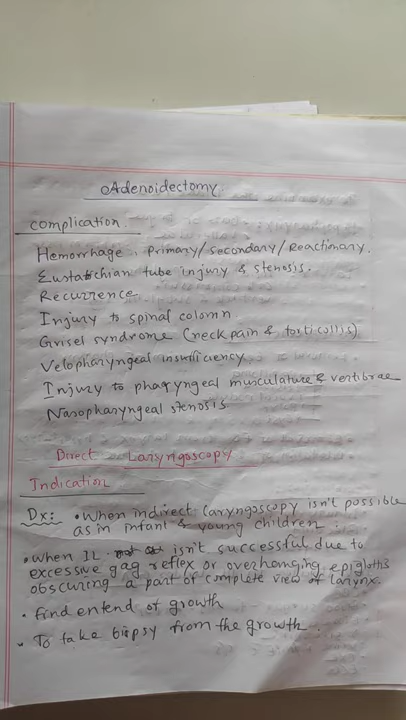 Adenoidectomy
complication.
Hemorrhage, Primary/Secondary/Reactionary.
Eustachian tube injury & stenosis.
Recurrence
Injury to spinal colomn
Grisel syndrome (neck pain & torticollis)
Velopharyngeal insufficiency
Injury to pharyngeal musculature & vertibrae
Nasopharyngeal stenosis
Direct Laryngoscopy
Indication
Dx: • When indirect laryngoscopy isn't possible
as in infant & young children.
• When IL isn't successful due to
excessive gag reflex or overhanging epiglottis
obscuring a part of complete view of larynx.
• find entend of growth
• To take biopsy from the growth.